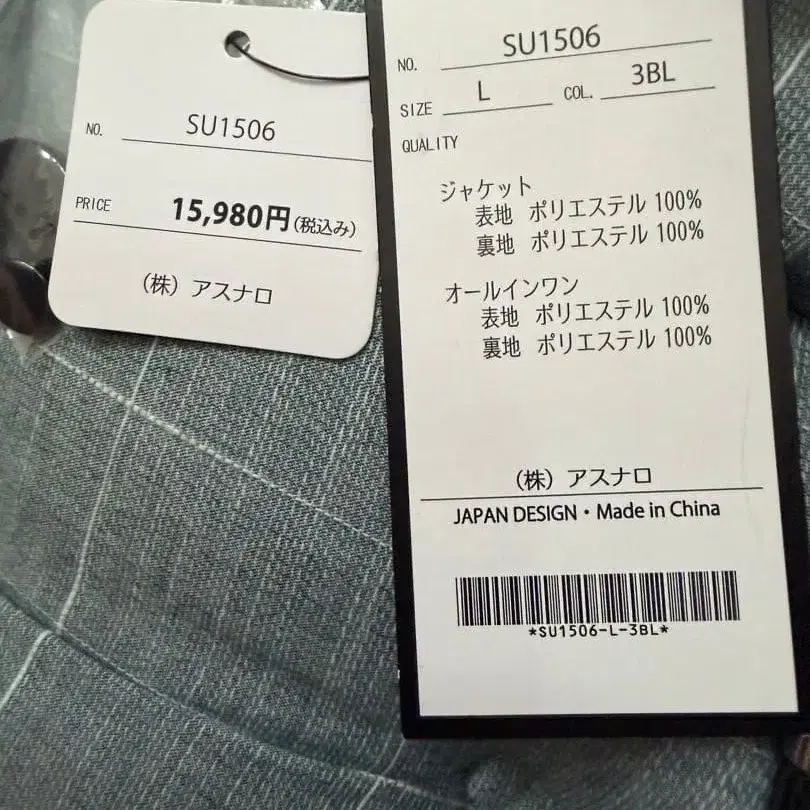 NO. SU1506
PRICE 15,980円(税込み)
(株) アスナロ
NO. SU1506
SIZE L COL. 3BL
QUALITY
ジャケット
表地 ポリエステル 100%
裏地 ポリエステル 100%
オールインワン
表地 ポリエステル 100%
裏地 ポリエステル 100%
(株) アスナロ
JAPAN DESIGN・Made in China
*SU1506-L-3BL*